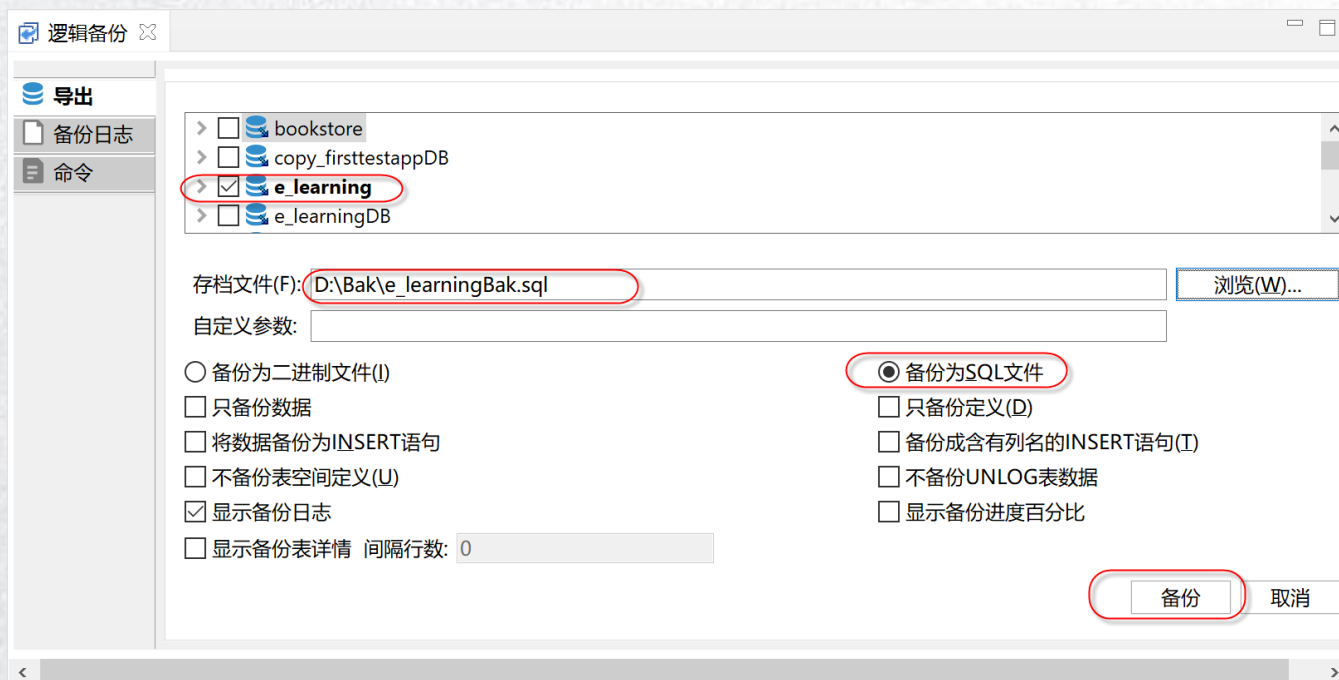 逻辑备份
导出
备份日志
命令
bookstore
copy_firsttestappDB
e_learning
e_learningDB
存档文件(F): D:\Bak\e_learningBak.sql 浏览(W)...
自定义参数:
备份为二进制文件(I) 备份为SQL文件
只备份数据 只备份定义(D)
将数据备份为INSERT语句 备份成含有列名的INSERT语句(T)
不备份表空间定义(U) 不备份UNLOG表数据
显示备份日志 显示备份进度百分比
显示备份表详情 间隔行数: 0
备份 取消